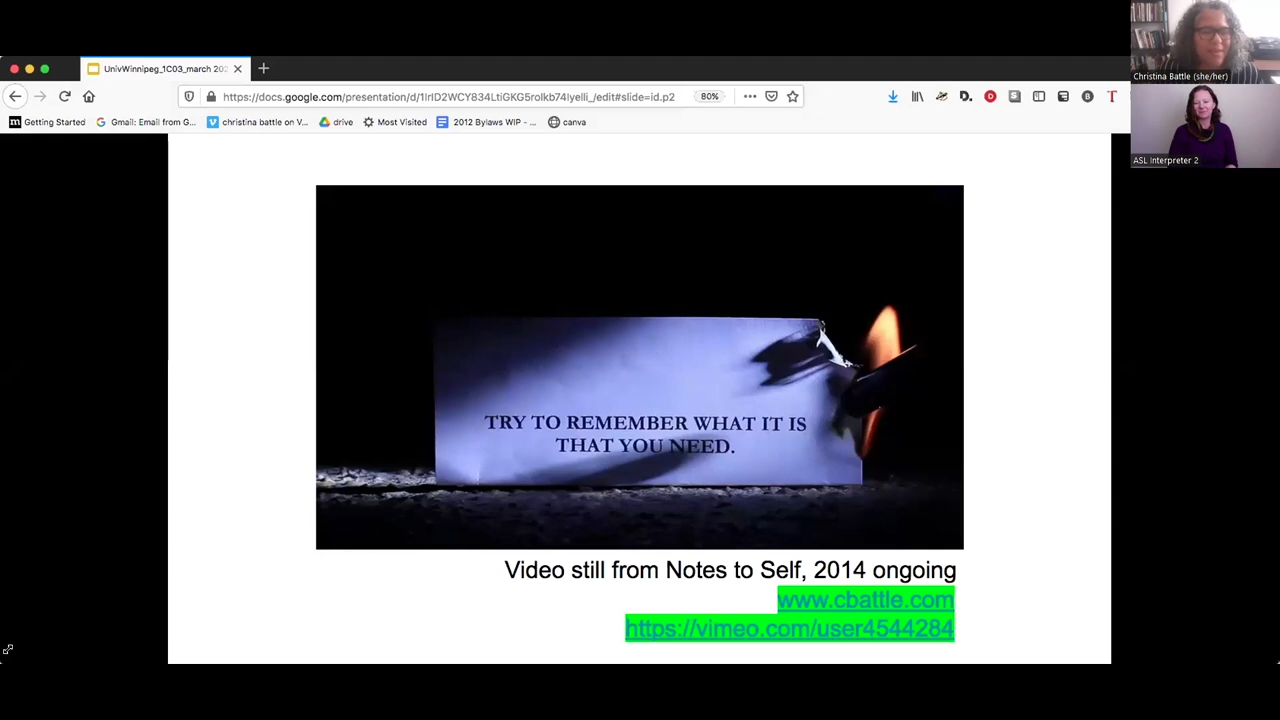 UnivWinnipeg_1C03_march 202
https://docs.google.com/presentation/d/1lrID2WCY834LtiGKG5rolkb74lyelli_/edit#slide=id.p2
80%
Getting Started
Gmail: Email from G...
christina battle on V...
drive
Most Visited
2012 Bylaws WIP - ...
canva
Christina Battle (she/her)
ASL Interpreter 2
TRY TO REMEMBER WHAT IT IS
THAT YOU NEED.
Video still from Notes to Self, 2014 ongoing
www.cbattle.com
https://vimeo.com/user4544284